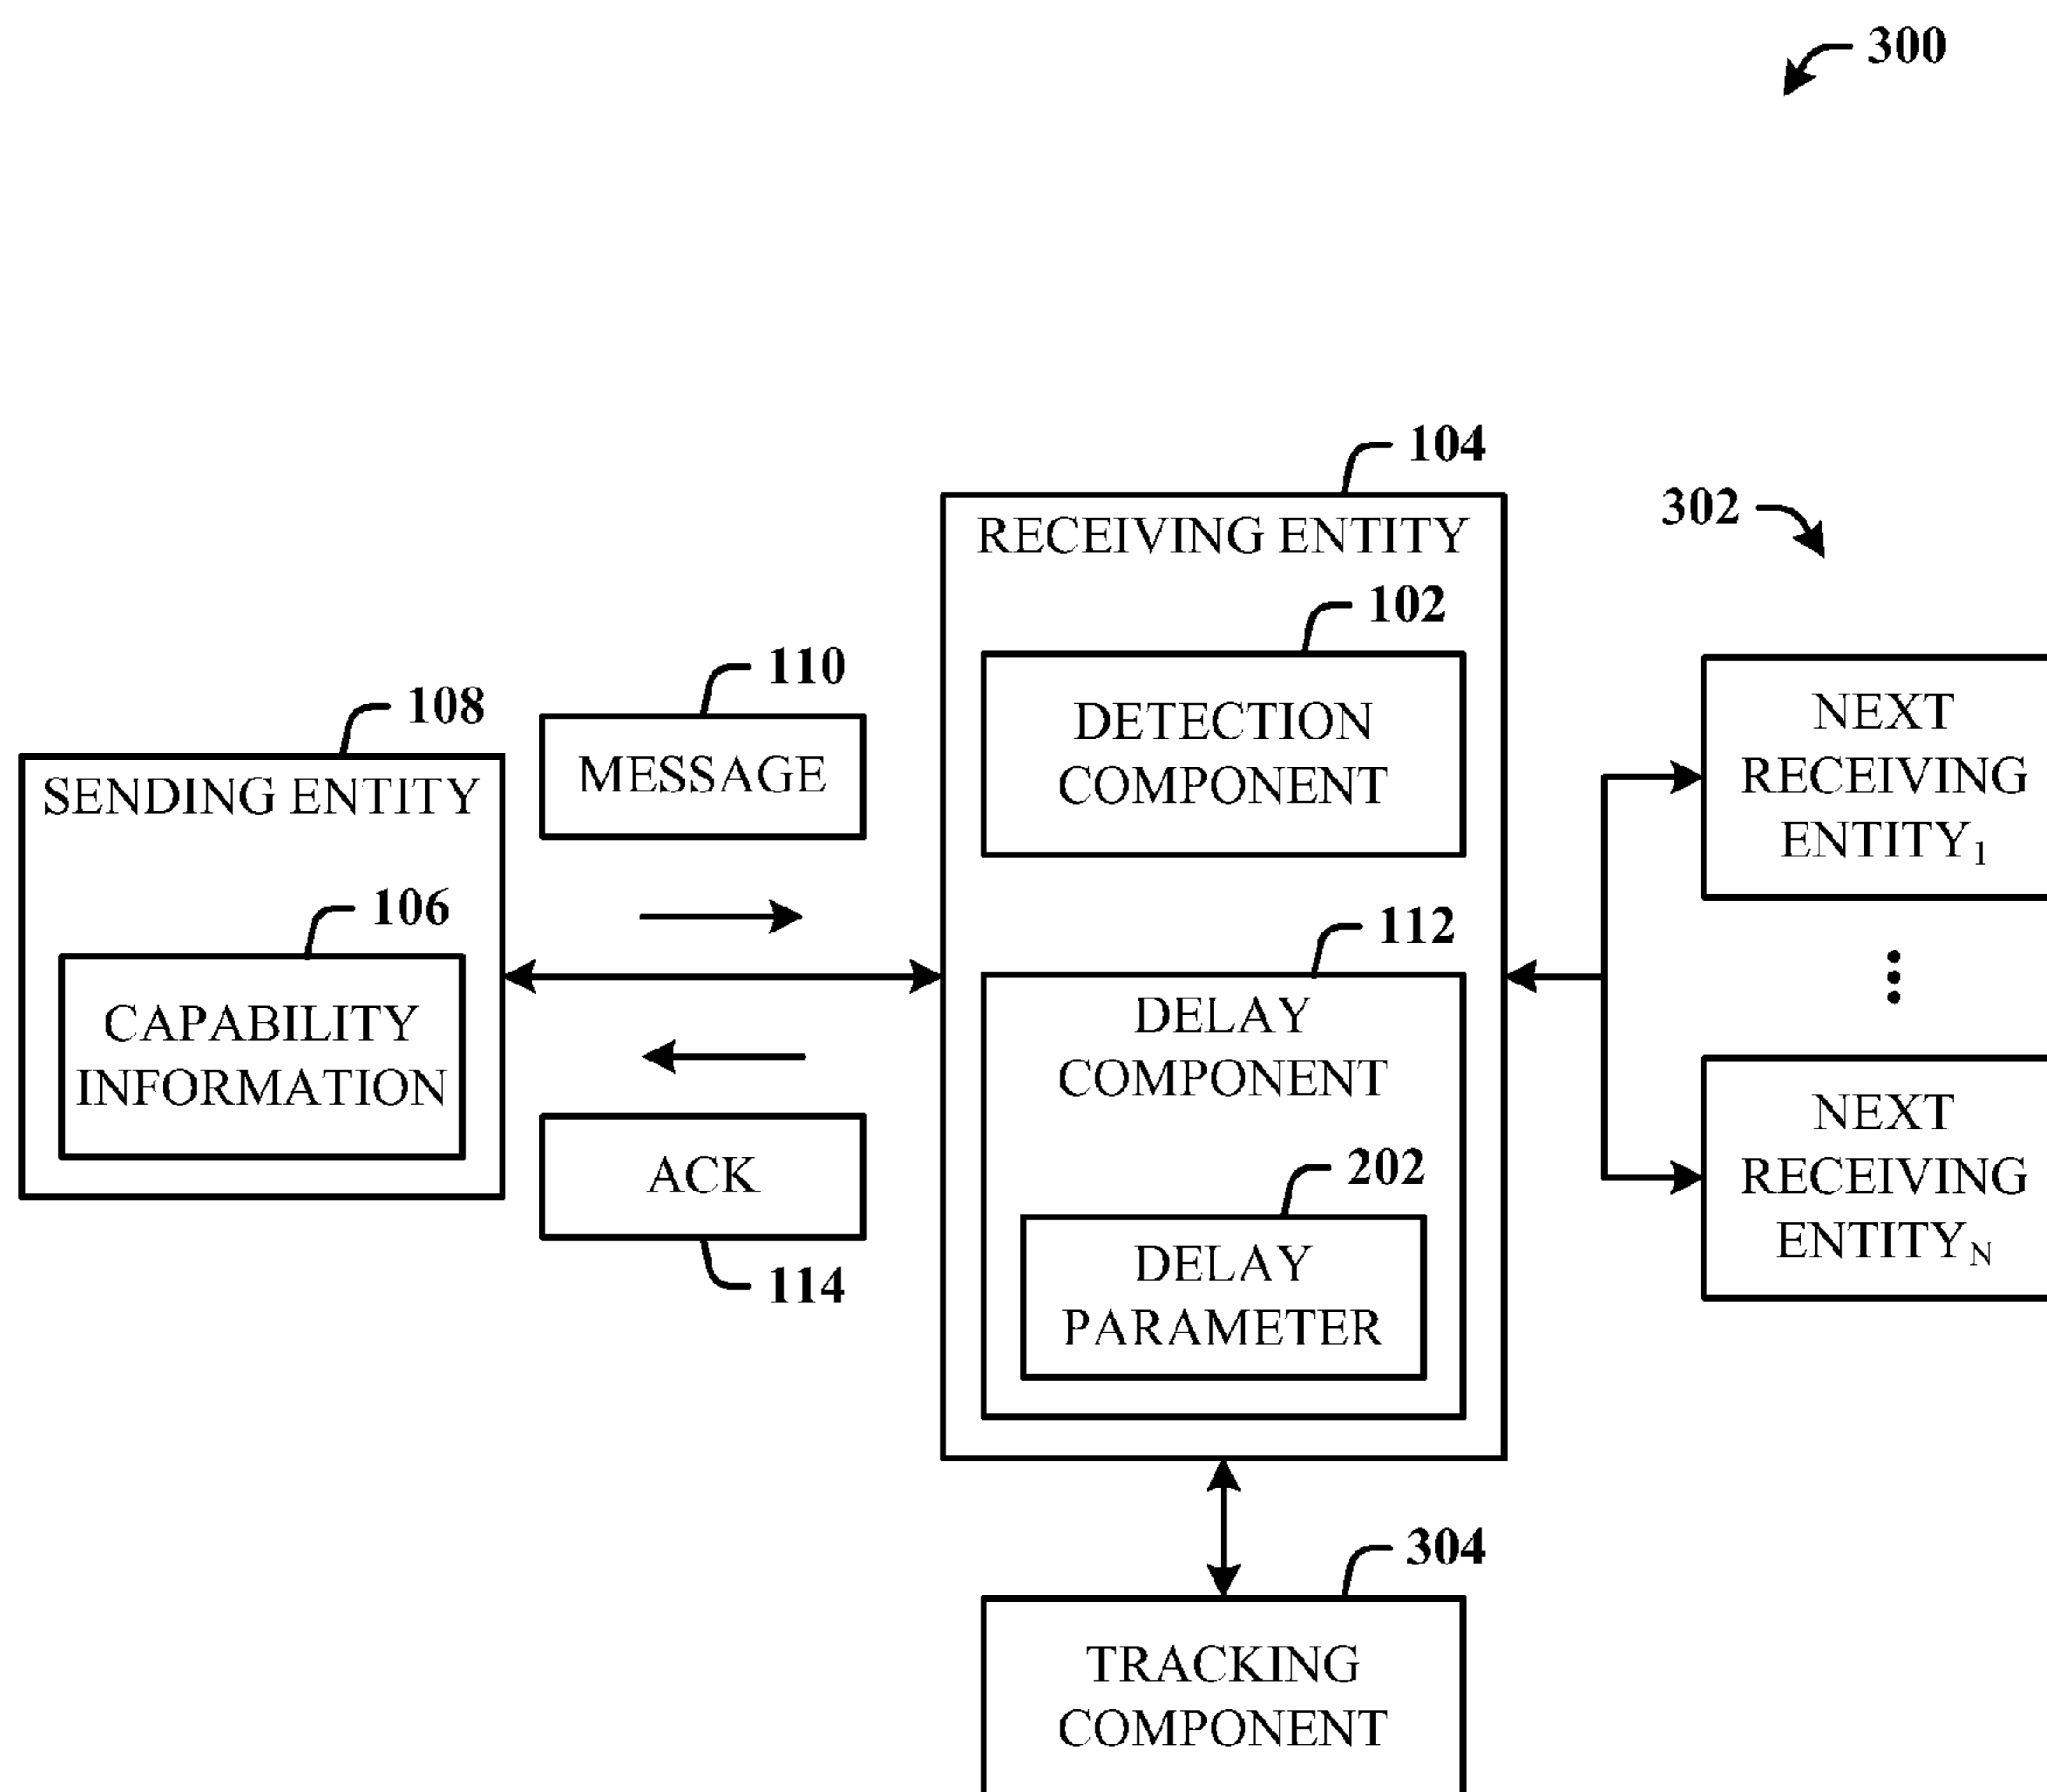 300
104
RECEIVING ENTITY
302
102
110
DETECTION
COMPONENT
NEXT
RECEIVING
ENTITY1
108
MESSAGE
SENDING ENTITY
106
CAPABILITY
INFORMATION
112
DELAY
COMPONENT
NEXT
RECEIVING
ENTITYN
ACK
114
202
DELAY
PARAMETER
304
TRACKING
COMPONENT